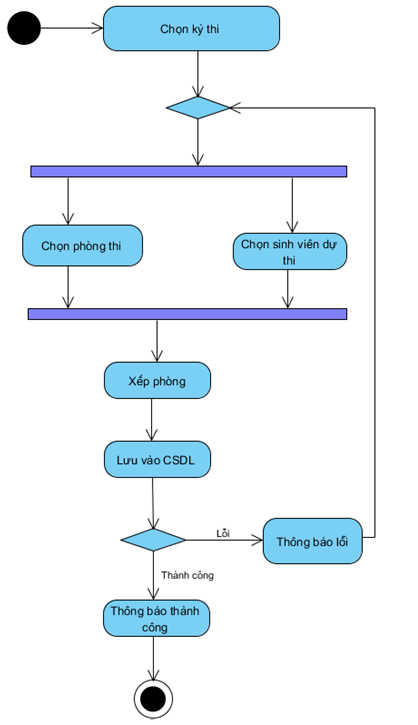 Chọn kỳ thi
Chọn phòng thi
Chọn sinh viên dự
thi
Xếp phòng
Lưu vào CSDL
Lỗi
Thông báo lỗi
Thành công
Thông báo thành
công